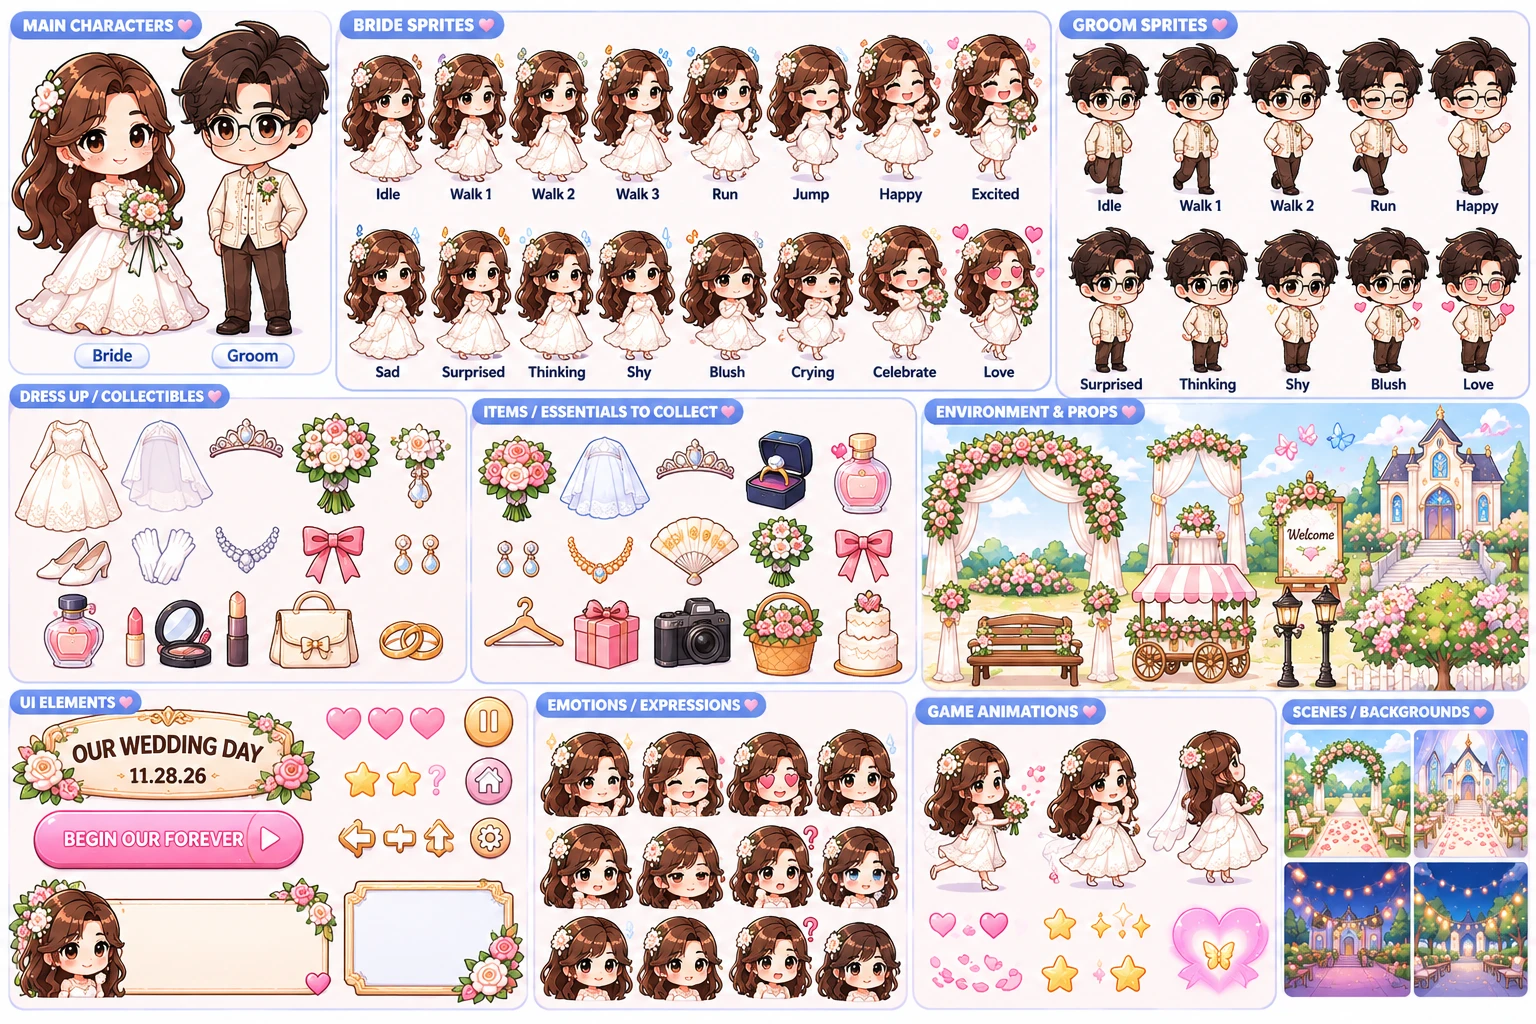 MAIN CHARACTERS
Bride
Groom
BRIDE SPRITES
Idle
Walk 1
Walk 2
Walk 3
Run
Jump
Happy
Excited
Sad
Surprised
Thinking
Shy
Blush
Crying
Celebrate
Love
GROOM SPRITES
Idle
Walk 1
Walk 2
Run
Happy
Surprised
Thinking
Shy
Blush
Love
DRESS UP / COLLECTIBLES
ITEMS / ESSENTIALS TO COLLECT
ENVIRONMENT & PROPS
Welcome
UI ELEMENTS
OUR WEDDING DAY
11.28.26
?
BEGIN OUR FOREVER
EMOTIONS / EXPRESSIONS
?
?
GAME ANIMATIONS
SCENES / BACKGROUNDS